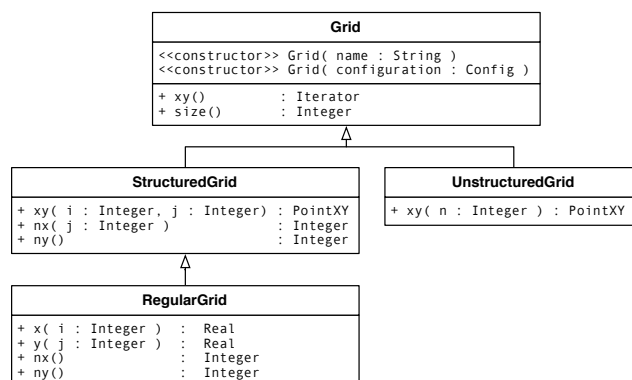 Grid
<<constructor>> Grid( name : String )
<<constructor>> Grid( configuration : Config )
+ xy() : Iterator
+ size() : Integer
StructuredGrid
+ xy( i : Integer, j : Integer) : PointXY
+ nx( j : Integer ) : Integer
+ ny() : Integer
UnstructuredGrid
+ xy( n : Integer ) : PointXY
RegularGrid
+ x( i : Integer ) : Real
+ y( j : Integer ) : Real
+ nx() : Integer
+ ny() : Integer